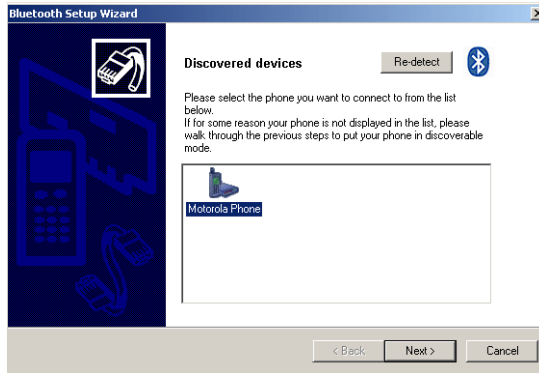 Bluetooth Setup Wizard
Discovered devices
Re-detect
Please select the phone you want to connect to from the list
below.
If for some reason your phone is not displayed in the list, please
walk through the previous steps to put your phone in discoverable
mode.
Motorola Phone
< Back
Next >
Cancel